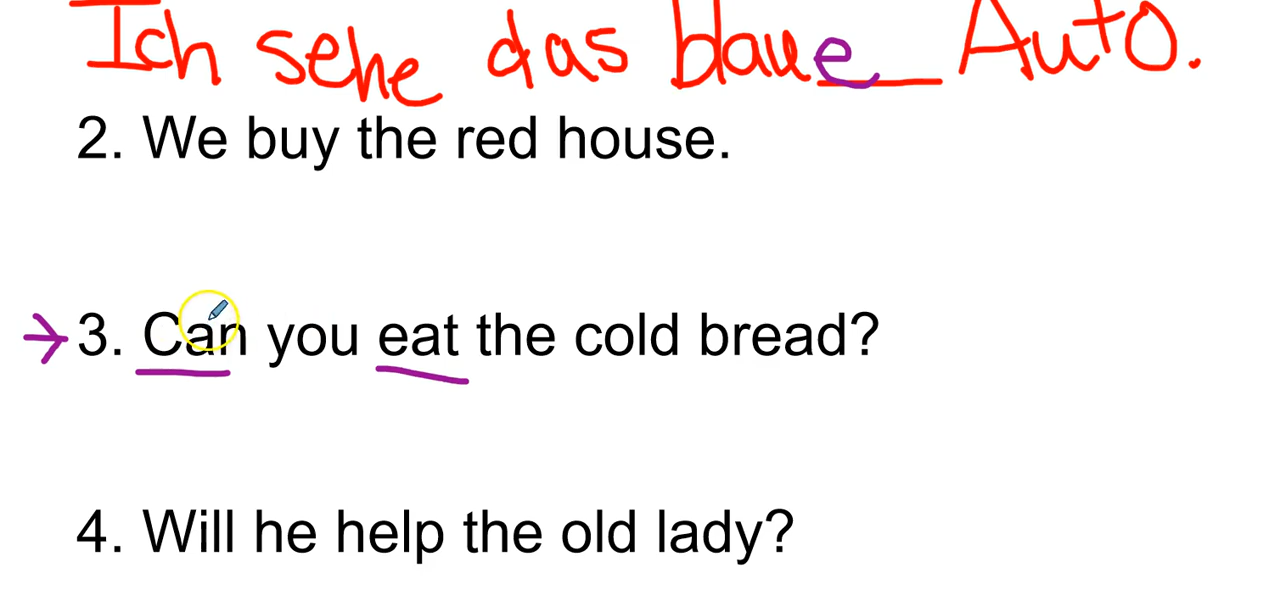 Ich sehe das blaue Auto.
2. We buy the red house.
3. Can you eat the cold bread?
4. Will he help the old lady?